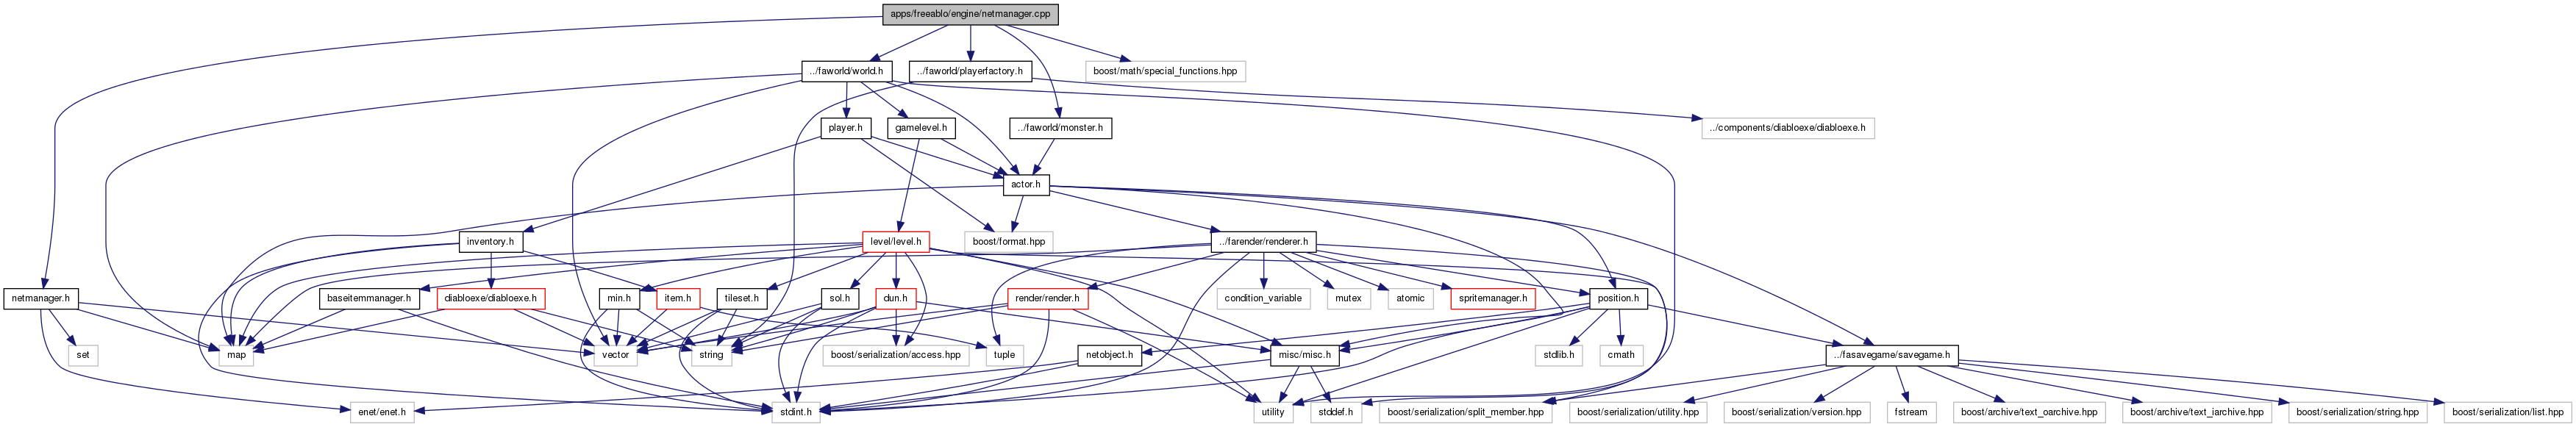 apps/freeablo/engine/netmanager.cpp
../faworld/world.h
../faworld/playerfactory.h
boost/math/special_functions.hpp
player.h
gamelevel.h
../faworld/monster.h
../components/diabloexe/diabloexe.h
actor.h
inventory.h
level/level.h
boost/format.hpp
../farender/renderer.h
netmanager.h
baseitemmanager.h
diabloexe/diabloexe.h
min.h
item.h
tileset.h
sol.h
dun.h
render/render.h
condition_variable
mutex
atomic
spritemanager.h
position.h
set
map
vector
string
boost/serialization/access.hpp
tuple
netobject.h
misc/misc.h
stdlib.h
cmath
../fasavegame/savegame.h
enet/enet.h
stdint.h
utility
stddef.h
boost/serialization/split_member.hpp
boost/serialization/utility.hpp
boost/serialization/version.hpp
fstream
boost/archive/text_oarchive.hpp
boost/archive/text_iarchive.hpp
boost/serialization/string.hpp
boost/serialization/list.hpp